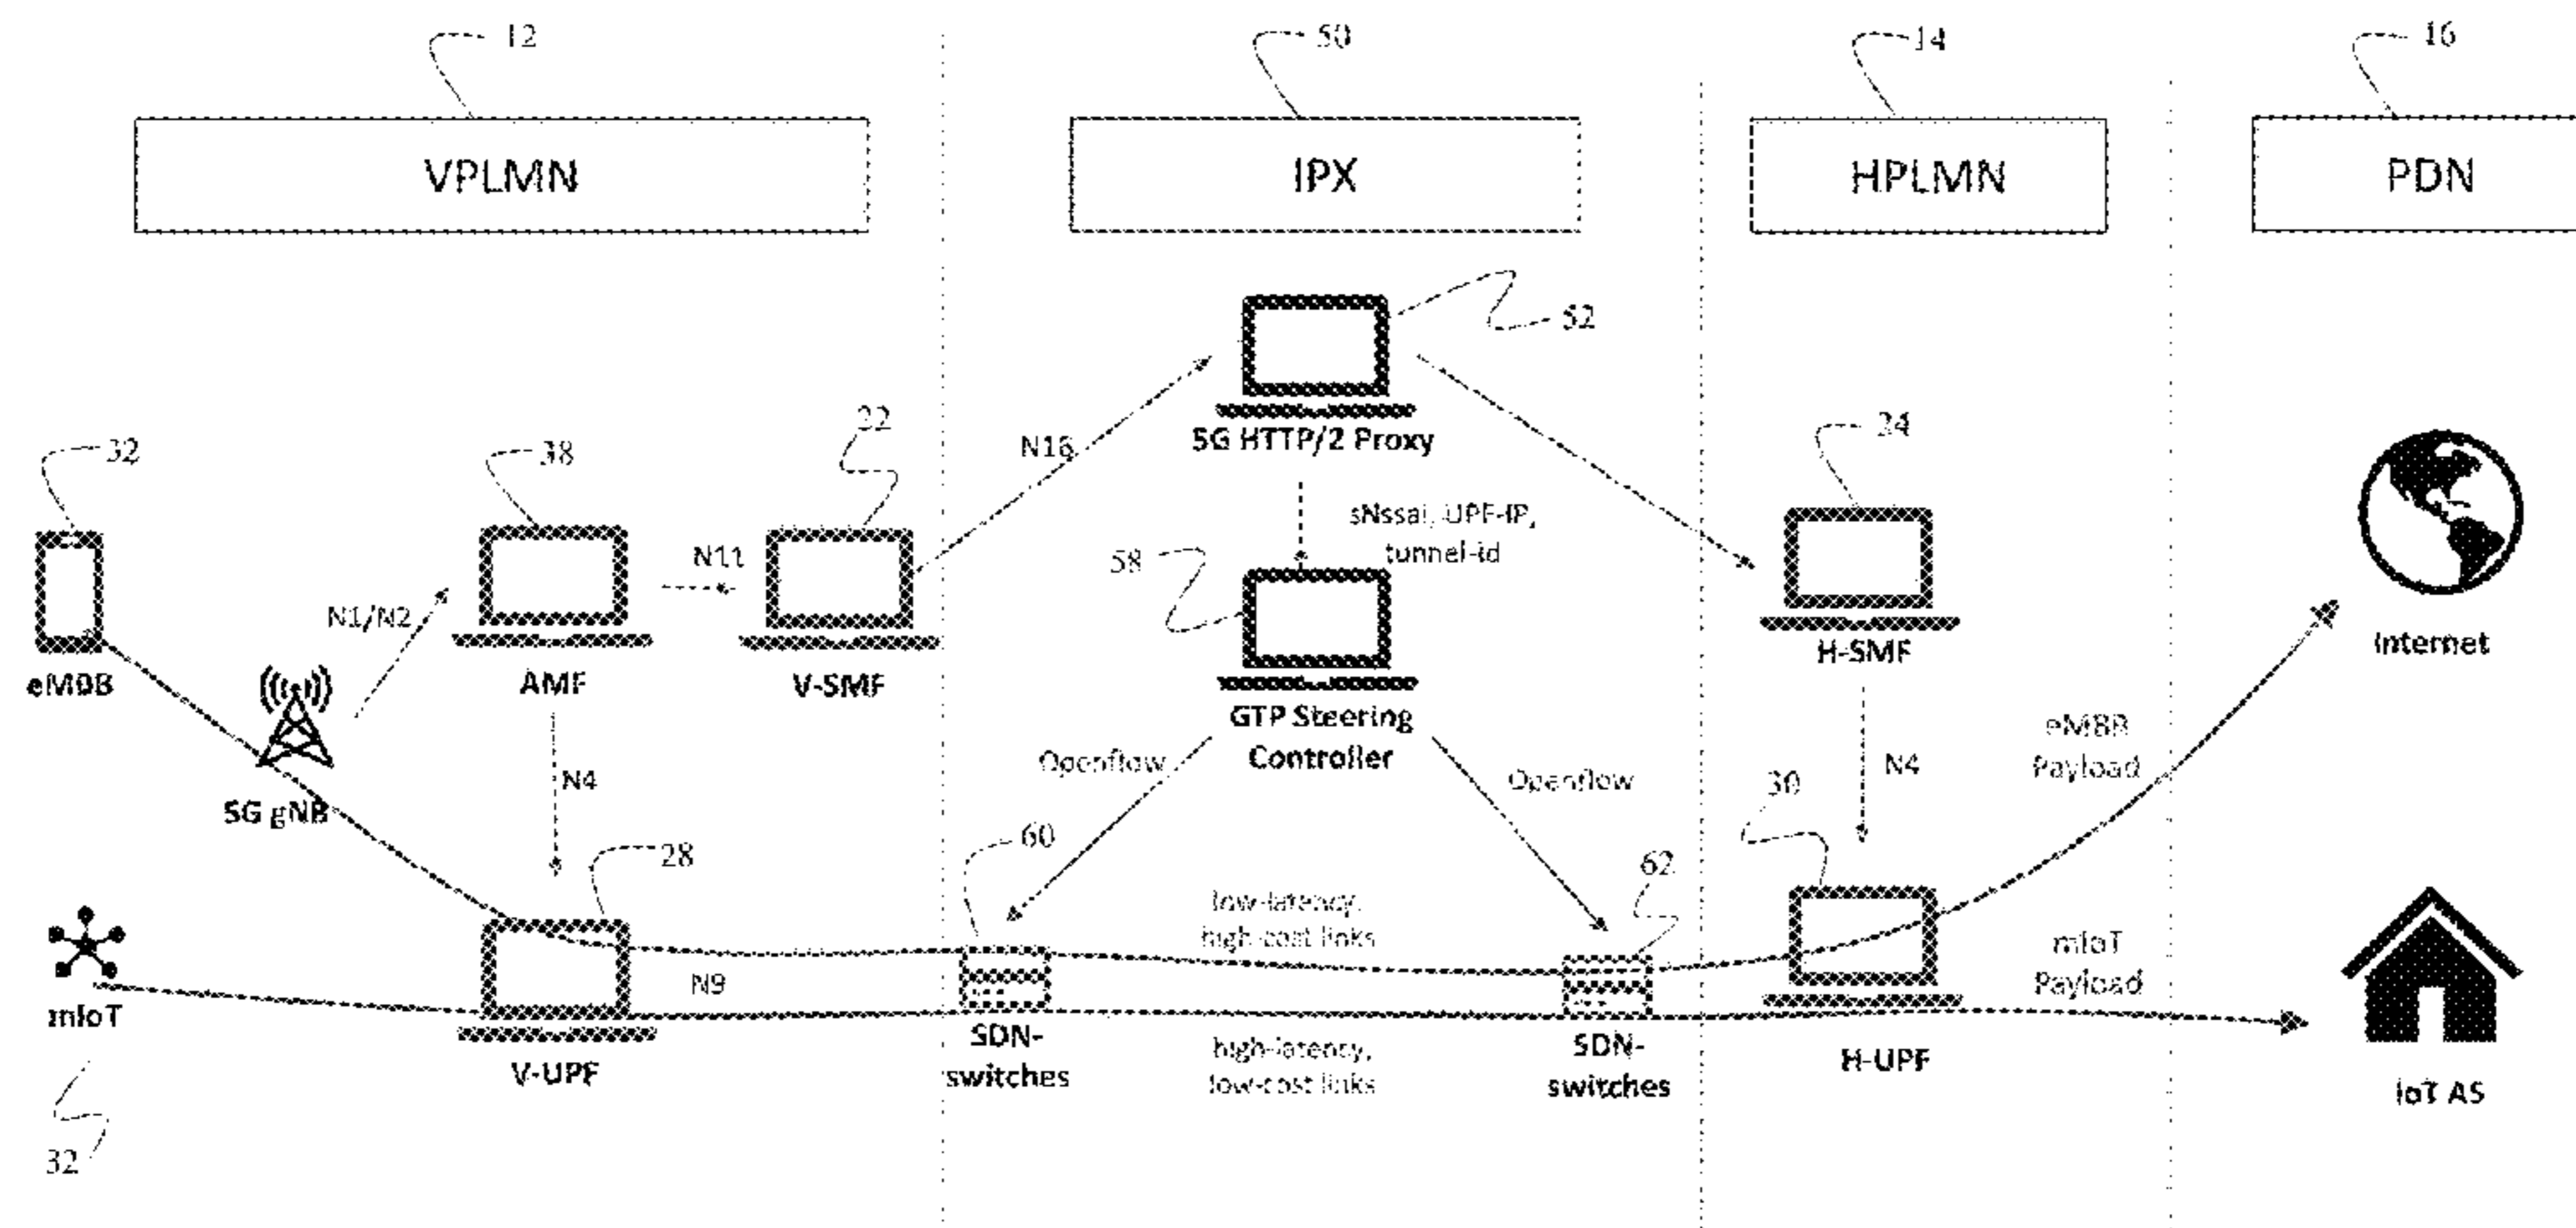 12
50
14
16
VPLMN
IPX
HPLMN
PDN
52
5G HTTP/2 Proxy
N16
32
38
22
24
sNssai, UPF-IP,
tunnel-id
58
N11
N1/N2
eMBB
AMF
V-SMF
H-SMF
Internet
GTP Steering
Controller
5G gNB
N4
Openflow
Openflow
N4
eMBB
Payload
30
28
60
62
low-latency,
high-cost links
N9
mIoT
Payload
mIoT
V-UPF
SDN-
switches
high-latency,
low-cost links
SDN-
switches
H-UPF
IoT AS
32